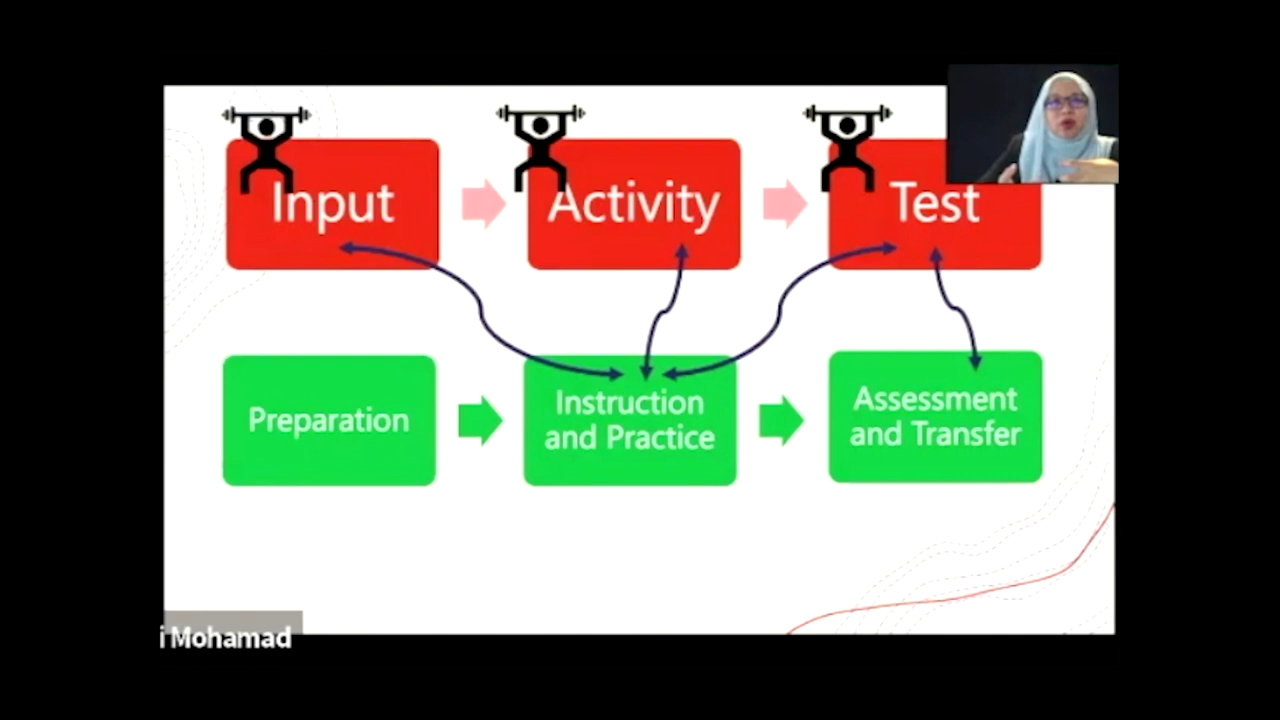 Input
Activity
Test
Preparation
Instruction
and Practice
Assessment
and Transfer
i Mohamad